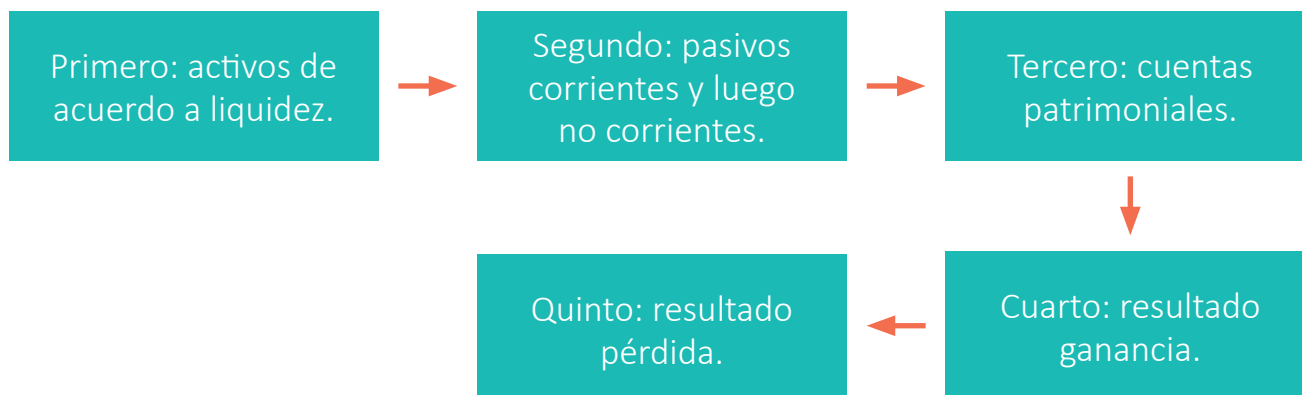 Primero: activos de
acuerdo a liquidez.
Segundo: pasivos
corrientes y luego
no corrientes.
Tercero: cuentas
patrimoniales.
Cuarto: resultado
ganancia.
Quinto: resultado
pérdida.